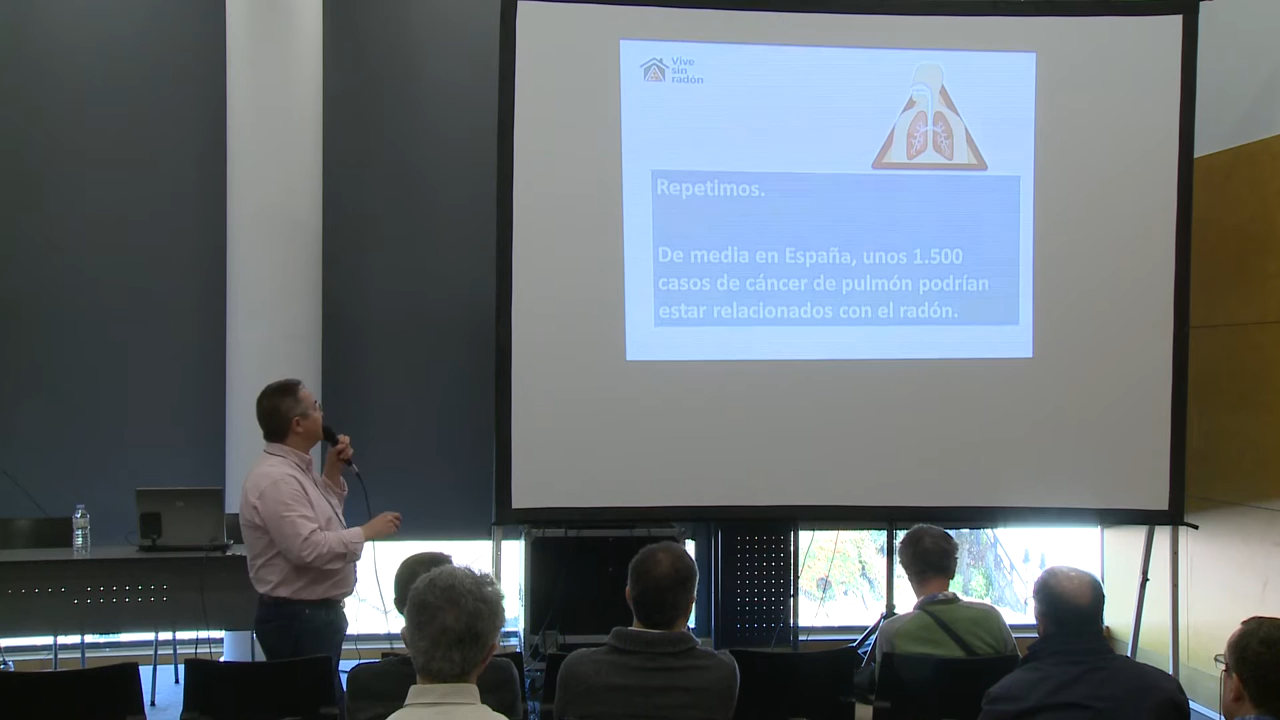 Vive
sin
radón
Repetimos.
De media en España, unos 1.500
casos de cáncer de pulmón podrían
estar relacionados con el radón.